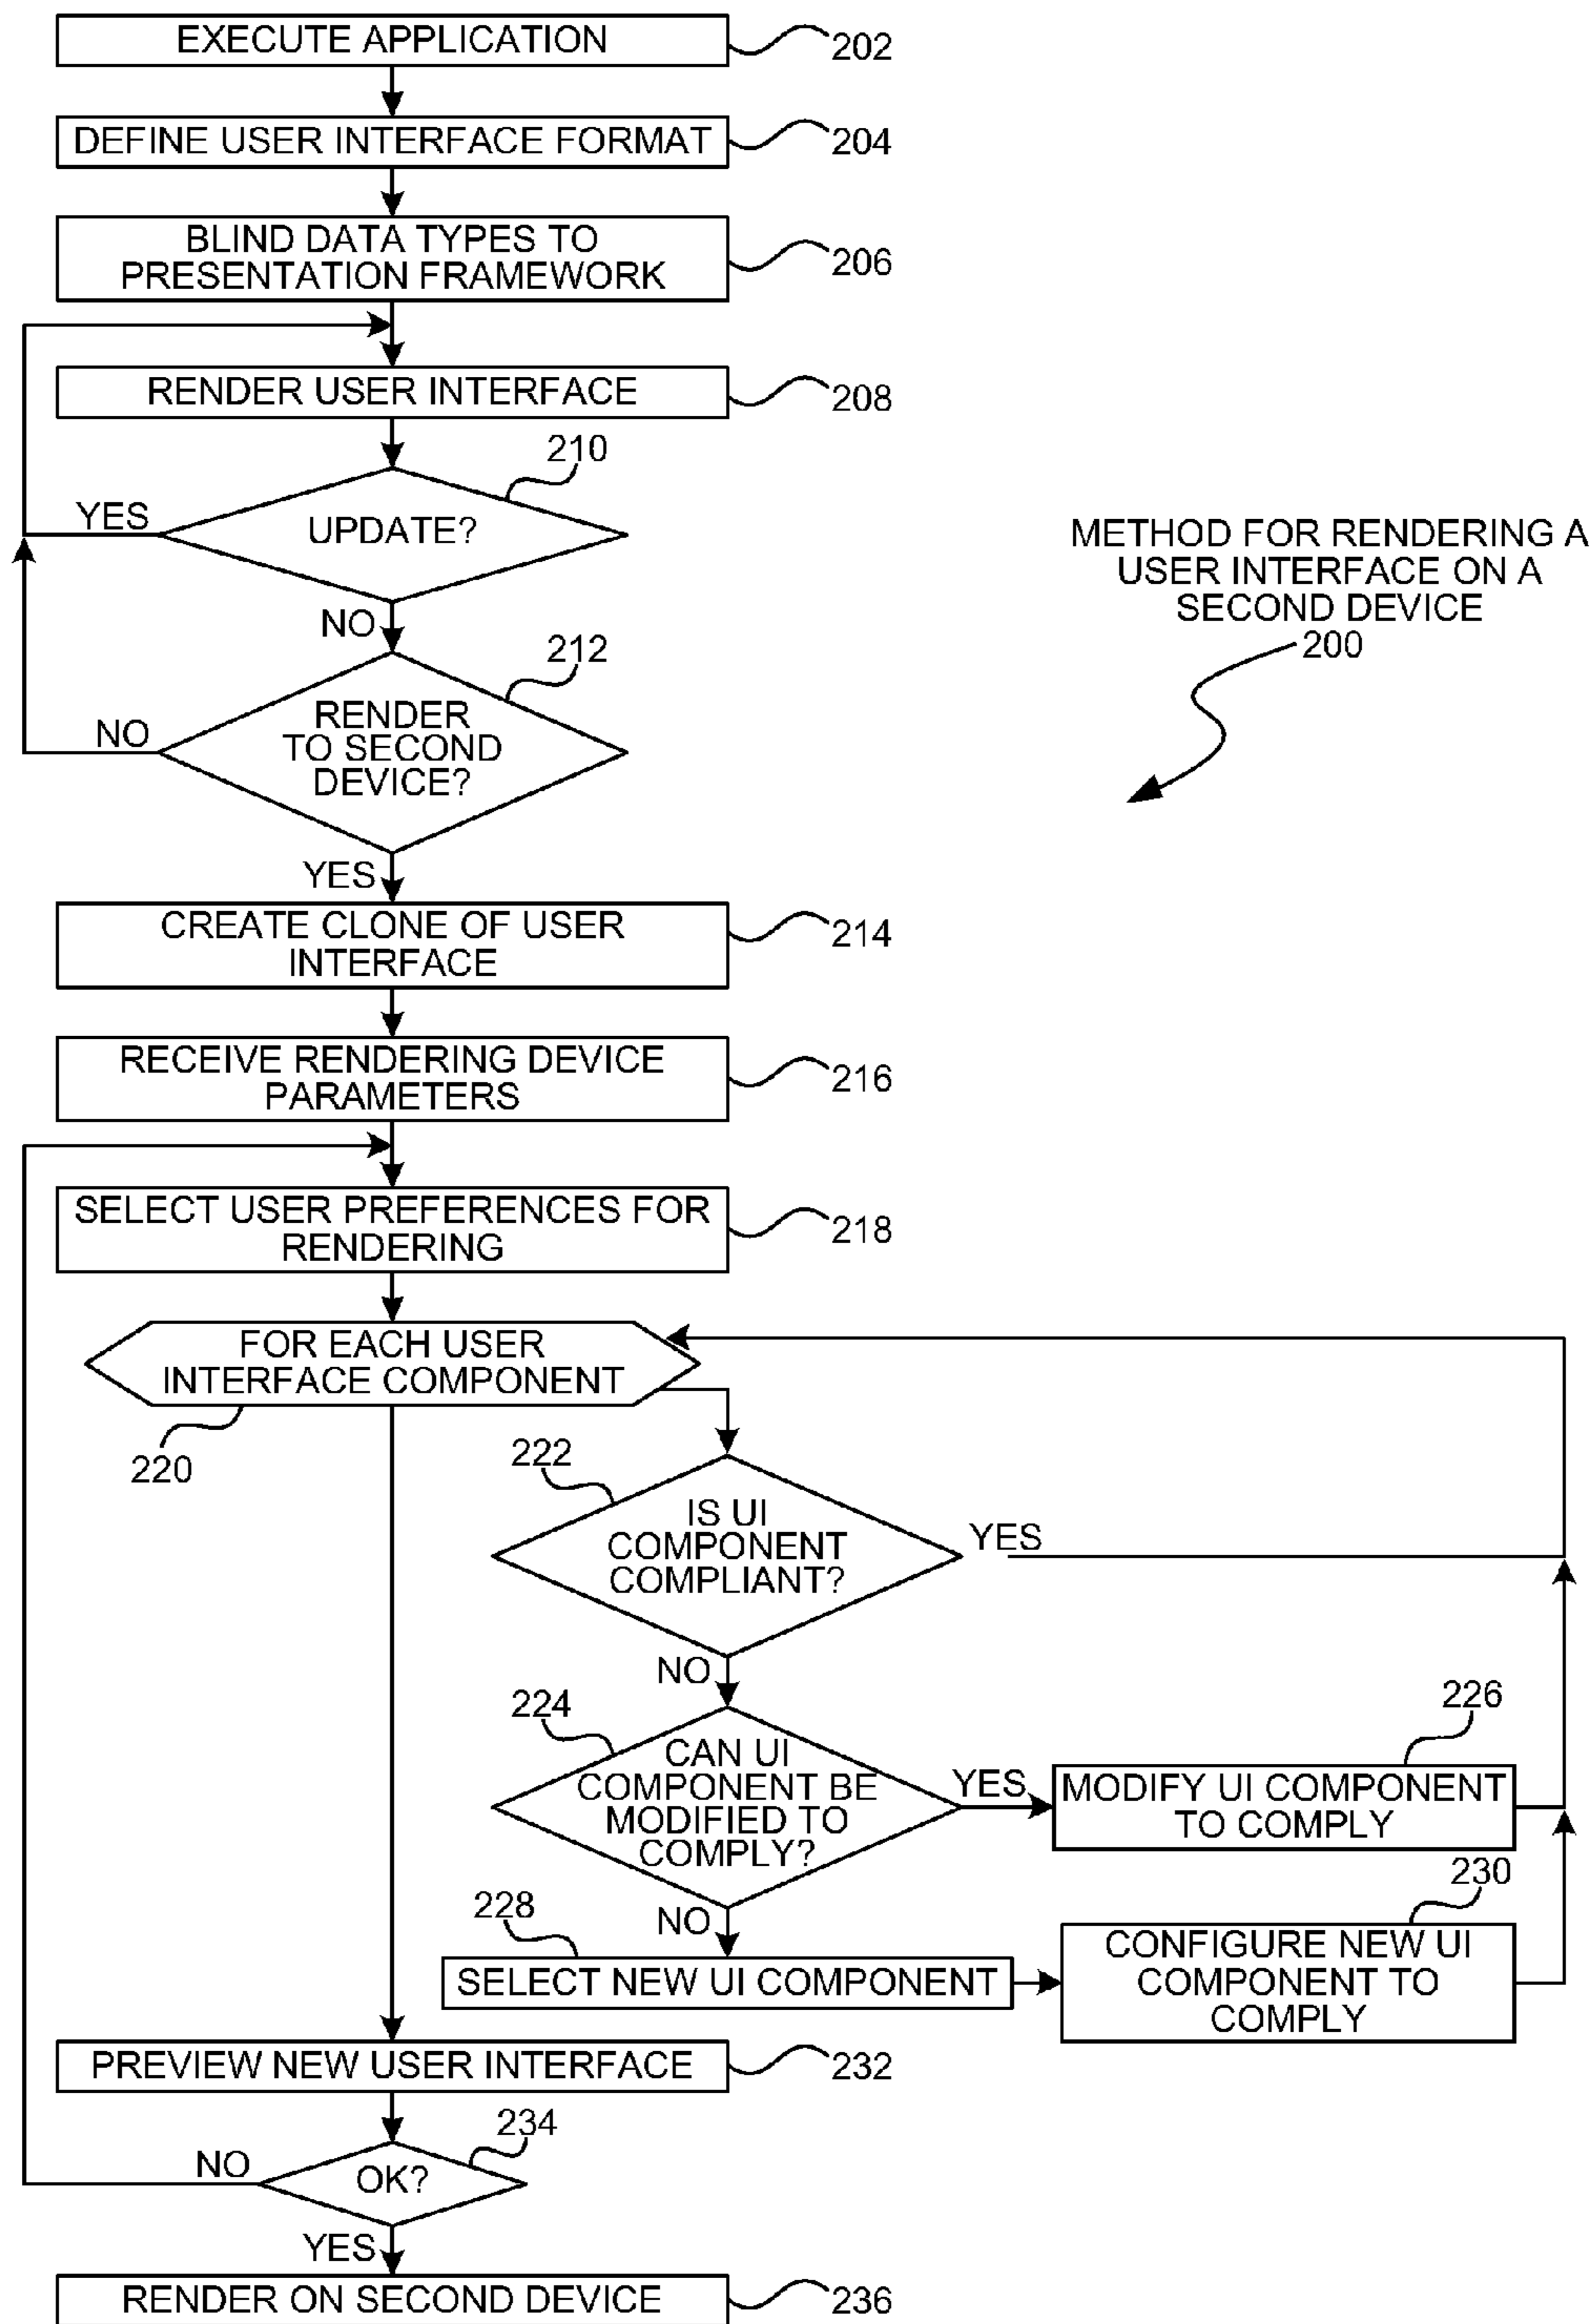 EXECUTE APPLICATION
202
DEFINE USER INTERFACE FORMAT
204
BLIND DATA TYPES TO
PRESENTATION FRAMEWORK
206
RENDER USER INTERFACE
208
210
UPDATE?
YES
NO
METHOD FOR RENDERING A
USER INTERFACE ON A
SECOND DEVICE
200
212
RENDER
TO SECOND
DEVICE?
NO
YES
CREATE CLONE OF USER
INTERFACE
214
RECEIVE RENDERING DEVICE
PARAMETERS
216
SELECT USER PREFERENCES FOR
RENDERING
218
FOR EACH USER
INTERFACE COMPONENT
220
222
IS UI
COMPONENT
COMPLIANT?
YES
NO
224
CAN UI
COMPONENT BE
MODIFIED TO
COMPLY?
YES
226
MODIFY UI COMPONENT
TO COMPLY
NO
228
SELECT NEW UI COMPONENT
230
CONFIGURE NEW UI
COMPONENT TO
COMPLY
PREVIEW NEW USER INTERFACE
232
234
OK?
NO
YES
RENDER ON SECOND DEVICE
236